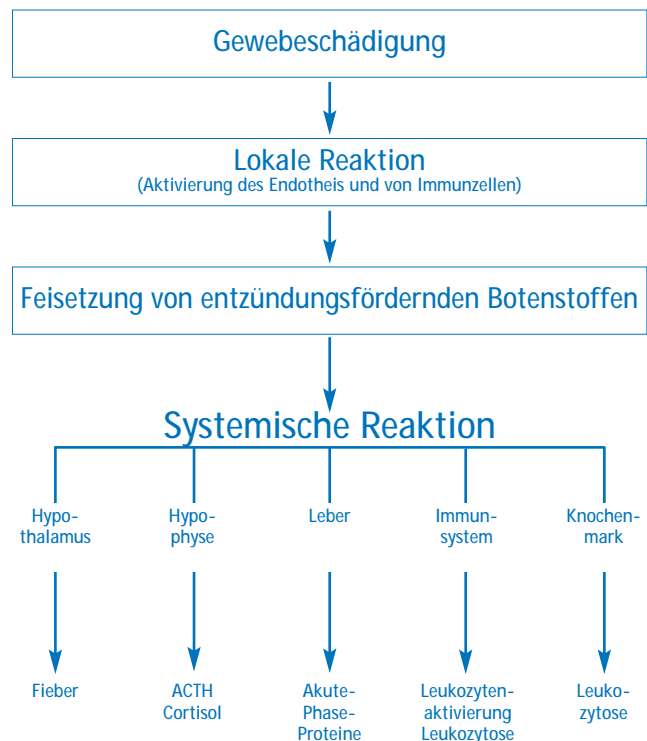 Gewebeschädigung
Lokale Reaktion
(Aktivierung des Endotheis und von Immunzellen)
Feisetzung von entzündungsfördernden Botenstoffen
Systemische Reaktion
Hypo-
thalamus
Hypo-
physe
Leber
Immun-
system
Knochen-
mark
Fieber
ACTH
Cortisol
Akute-
Phase-
Proteine
Leukozyten-
aktivierung
Leukozytose
Leuko-
zytose